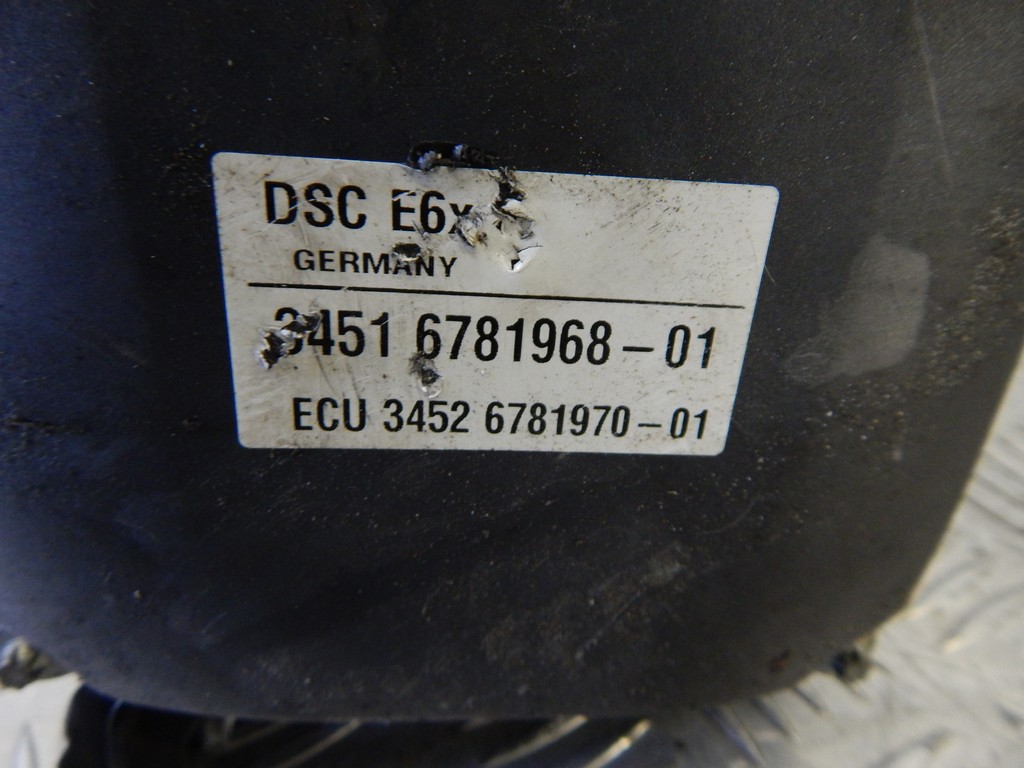 DSC E6x
GERMANY
3451 6781968-01
ECU 3452 6781970-01